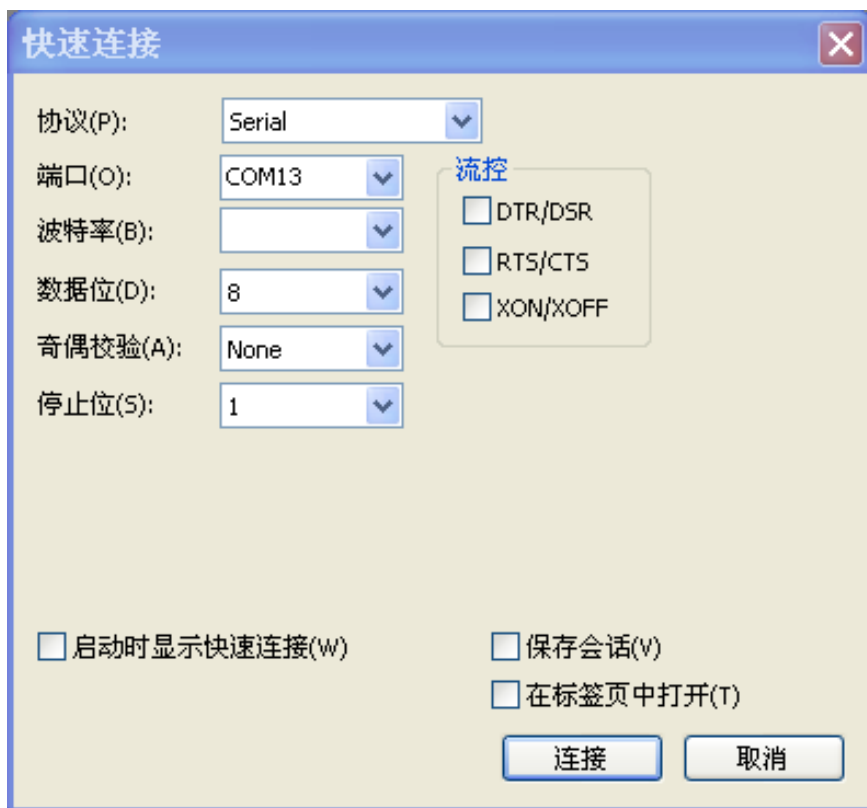 快速连接
协议(P): Serial
端口(O): COM13
流控
DTR/DSR
波特率(B):
RTS/CTS
数据位(D): 8
XON/XOFF
奇偶校验(A): None
停止位(S): 1
启动时显示快速连接(W)
保存会话(V)
在标签页中打开(T)
连接 取消